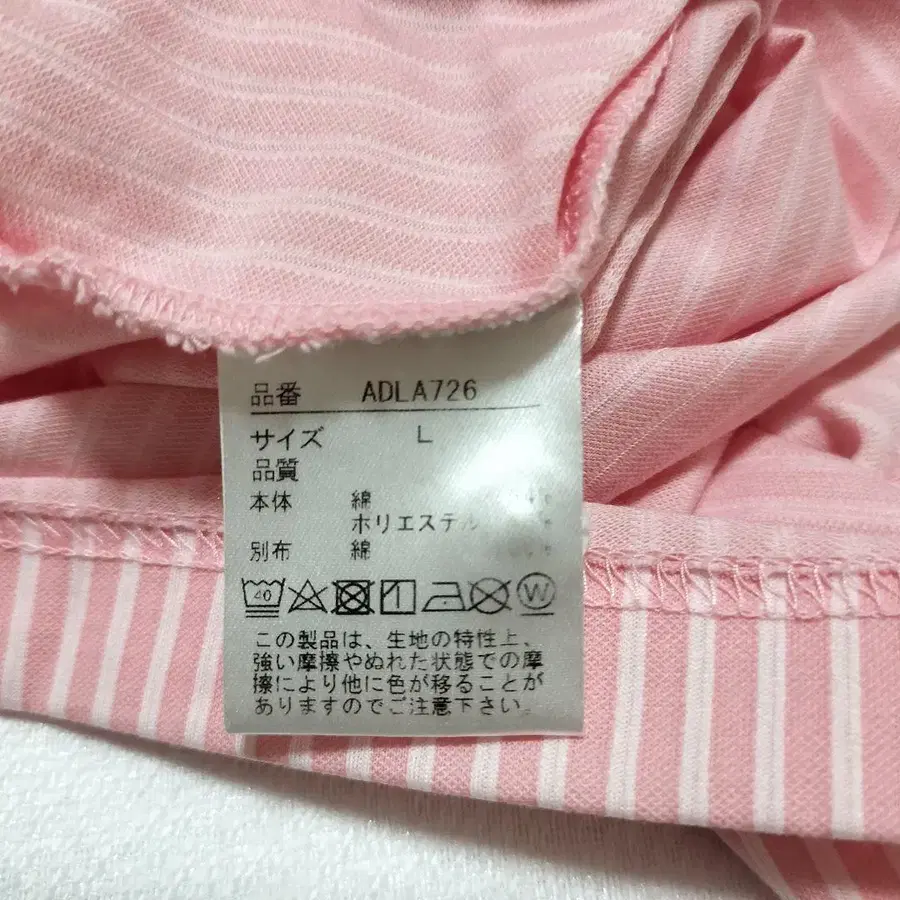 品番 ADLA726
サイズ L
品質
本体 綿
ポリエステル
別布 綿
40 W
この製品は、生地の特性上、
強い摩擦やぬれた状態での摩
擦により他に色が移ることが
ありますのでご注意下さい。